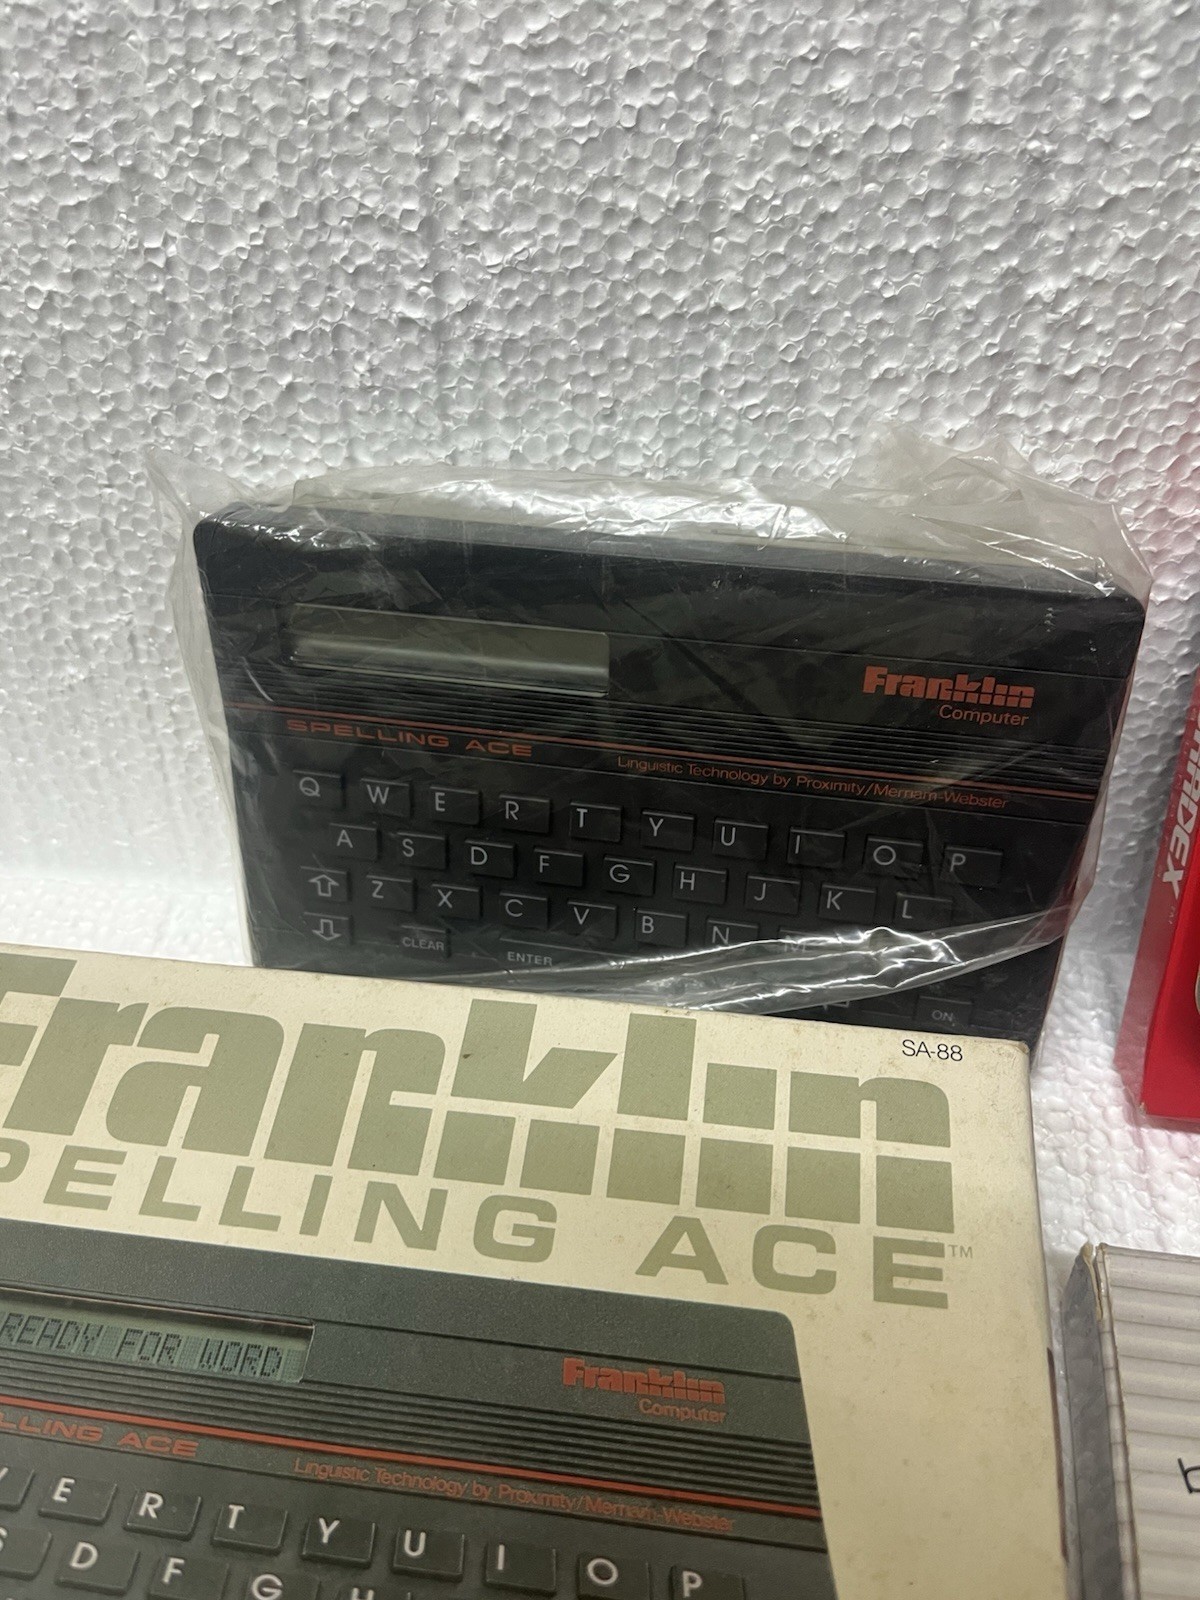 Franklin
Computer
SPELLING ACE
Linguistic Technology by Proximity/Merriam-Webster
Q W E R T Y U I O P
A S D F G H J K L
Z X C V B N M
CLEAR ENTER
ON
SA-88
Franklin
PELLING ACE™
READY FOR WORD
Franklin
Computer
LLING ACE
Linguistic Technology by Proximity/Merriam-Webster
E R T Y U I O P
S D F G H